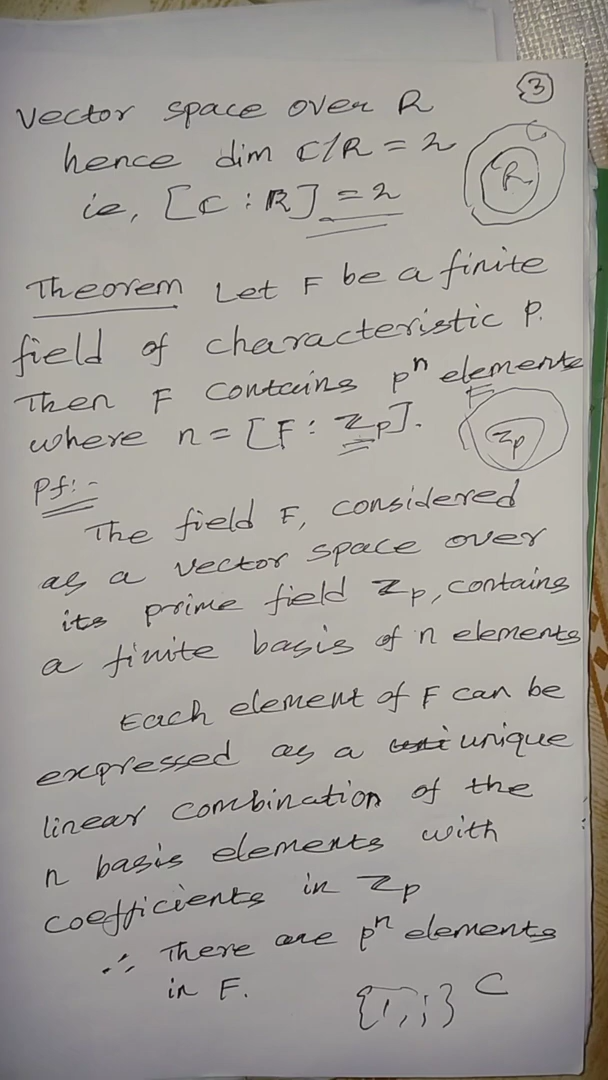 3
Vector space over R
hence dim C/R = 2
C
R
ie, [C : R] = 2
Theorem Let F be a finite
field of characteristic p.
Then F contains pⁿ elements
where n = [F : Zp].
F
Zp
Pf:-
The field F, considered
as a vector space over
its prime field Zp, contains
a finite basis of n elements
Each element of F can be
expressed as a unique
linear combination of the
n basis elements with
coefficients in Zp
∴ There are pⁿ elements
in F.
{1, i} C